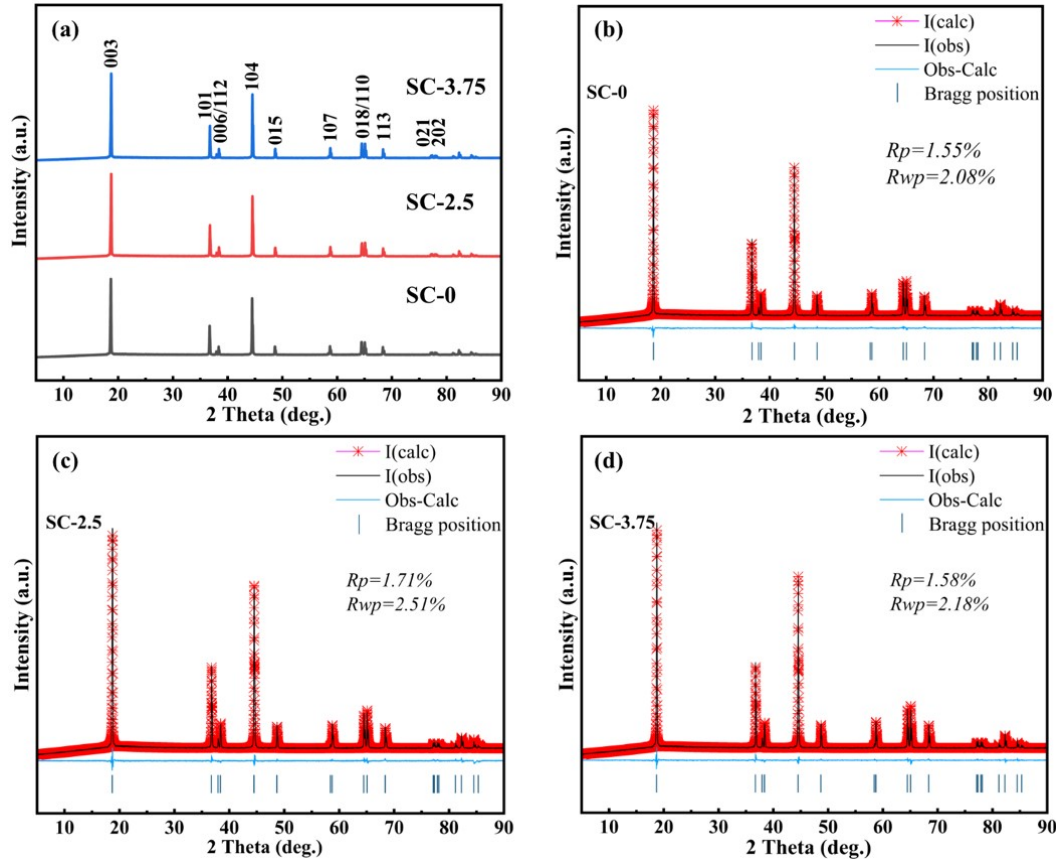 (a)
003
101
006/112
104
015
107
018/110
113
021
202
SC-3.75
SC-2.5
SC-0
Intensity (a.u.)
10 20 30 40 50 60 70 80 90
2 Theta (deg.)
(b)
I(calc)
I(obs)
Obs-Calc
Bragg position
SC-0
Rp=1.55%
Rwp=2.08%
Intensity (a.u.)
10 20 30 40 50 60 70 80 90
2 Theta (deg.)
(c)
I(calc)
I(obs)
Obs-Calc
Bragg position
SC-2.5
Rp=1.71%
Rwp=2.51%
Intensity (a.u.)
10 20 30 40 50 60 70 80 90
2 Theta (deg.)
(d)
I(calc)
I(obs)
Obs-Calc
Bragg position
SC-3.75
Rp=1.58%
Rwp=2.18%
Intensity (a.u.)
10 20 30 40 50 60 70 80 90
2 Theta (deg.)